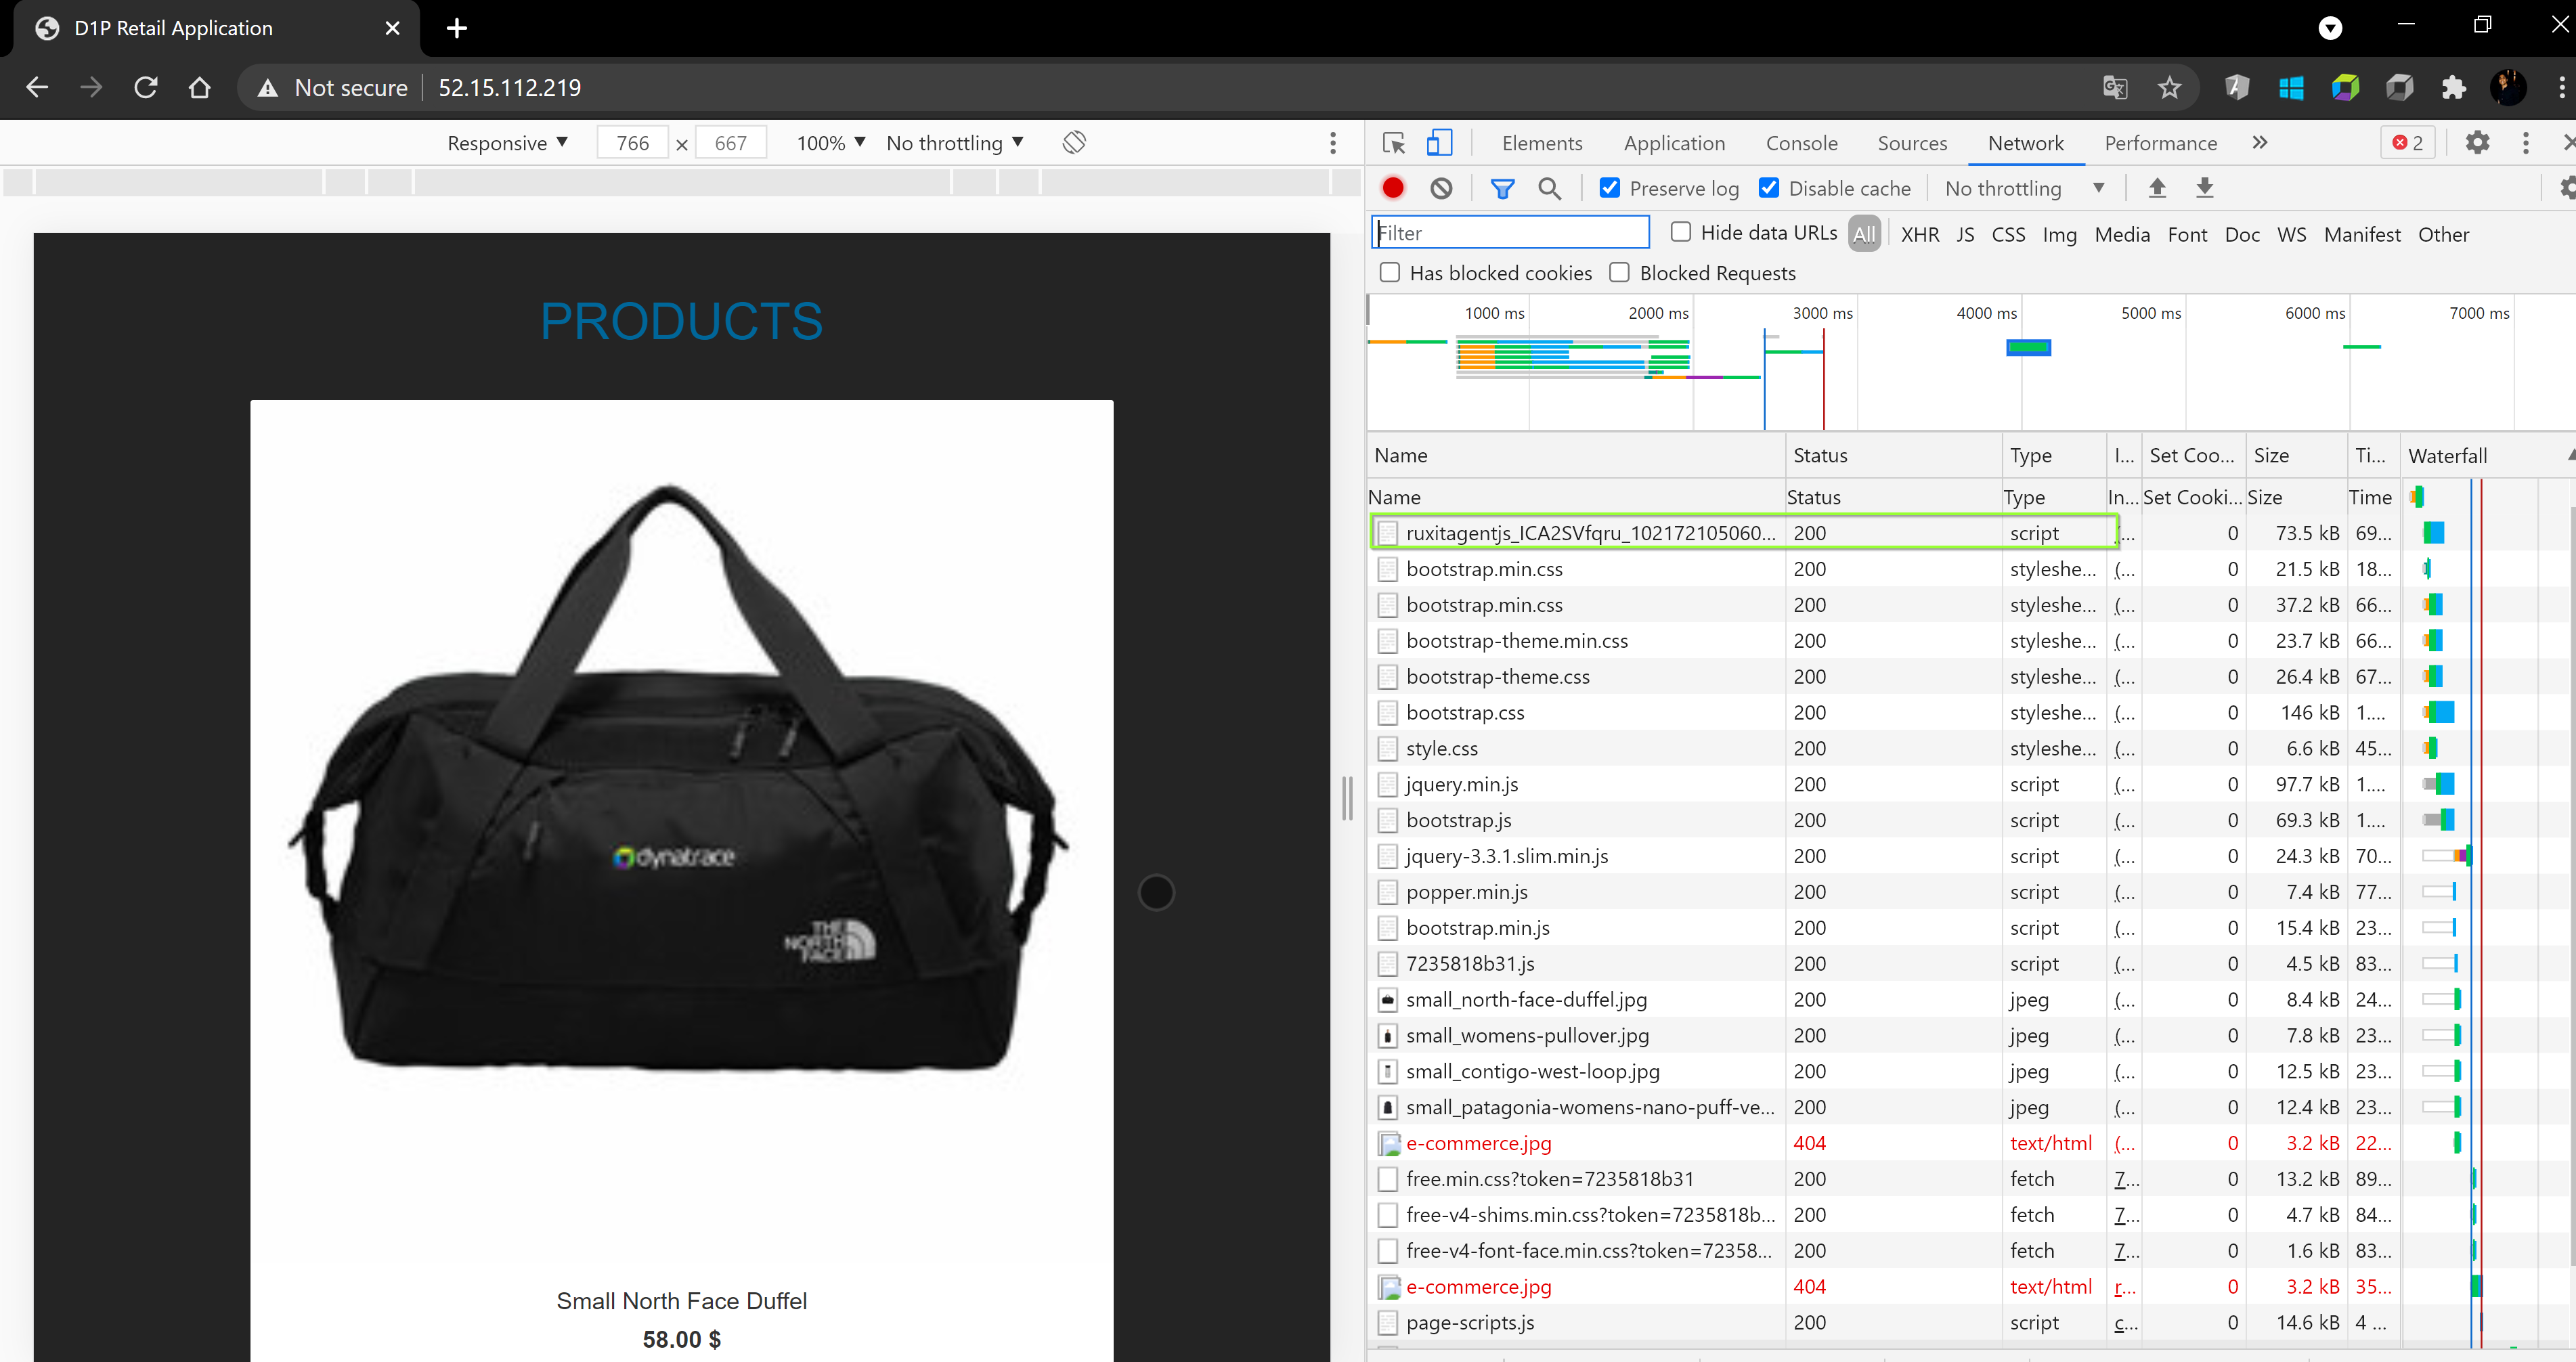 D1P Retail Application
Not secure 52.15.112.219
Responsive 766 × 667 100% No throttling
PRODUCTS
dynatrace
THE
NORTH
FACE
Small North Face Duffel
58.00 $
Elements Application Console Sources Network Performance 2
Preserve log Disable cache No throttling
Filter Hide data URLs All XHR JS CSS Img Media Font Doc WS Manifest Other
Has blocked cookies Blocked Requests
1000 ms 2000 ms 3000 ms 4000 ms 5000 ms 6000 ms 7000 ms
Name Status Type I... Set Coo... Size Ti... Waterfall
Name Status Type In... Set Cooki... Size Time
ruxitagentjs_ICA2SVfqru_102172105060... 200 script (... 0 73.5 kB 69...
bootstrap.min.css 200 styleshe... (... 0 21.5 kB 18...
bootstrap.min.css 200 styleshe... (... 0 37.2 kB 66...
bootstrap-theme.min.css 200 styleshe... (... 0 23.7 kB 66...
bootstrap-theme.css 200 styleshe... (... 0 26.4 kB 67...
bootstrap.css 200 styleshe... (... 0 146 kB 1....
style.css 200 styleshe... (... 0 6.6 kB 45...
jquery.min.js 200 script (... 0 97.7 kB 1....
bootstrap.js 200 script (... 0 69.3 kB 1....
jquery-3.3.1.slim.min.js 200 script (... 0 24.3 kB 70...
popper.min.js 200 script (... 0 7.4 kB 77...
bootstrap.min.js 200 script (... 0 15.4 kB 23...
7235818b31.js 200 script (... 0 4.5 kB 83...
small_north-face-duffel.jpg 200 jpeg (... 0 8.4 kB 24...
small_womens-pullover.jpg 200 jpeg (... 0 7.8 kB 23...
small_contigo-west-loop.jpg 200 jpeg (... 0 12.5 kB 23...
small_patagonia-womens-nano-puff-ve... 200 jpeg (... 0 12.4 kB 23...
e-commerce.jpg 404 text/html (... 0 3.2 kB 22...
free.min.css?token=7235818b31 200 fetch 7... 0 13.2 kB 89...
free-v4-shims.min.css?token=7235818b... 200 fetch 7... 0 4.7 kB 84...
free-v4-font-face.min.css?token=72358... 200 fetch 7... 0 1.6 kB 83...
e-commerce.jpg 404 text/html r... 0 3.2 kB 35...
page-scripts.js 200 script c... 0 14.6 kB 4 ...